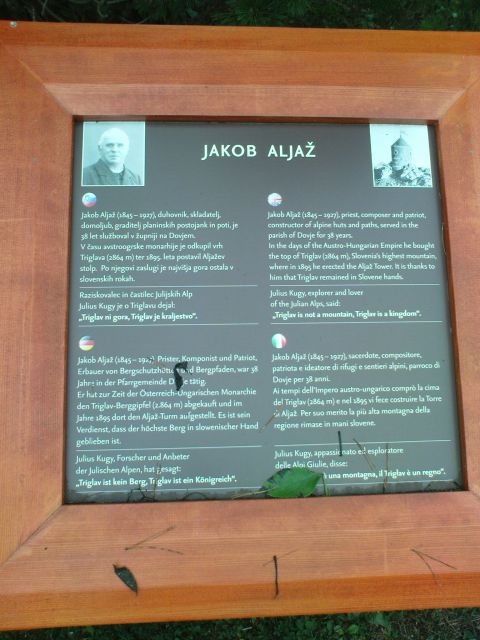 JAKOB ALJAŽ
Jakob Aljaž (1845 – 1927), duhovnik, skladatelj,
domoljub, graditelj planinskih postojank in poti, je
38 let služboval v župniji na Dovjem.
V času avstroogrske monarhije je odkupil vrh
Triglava (2864 m) ter 1895. leta postavil Aljažev
stolp. Po njegovi zaslugi je najvišja gora ostala v
slovenskih rokah.
Raziskovalec in častilec Julijskih Alp
Julius Kugy je o Triglavu dejal:
„Triglav ni gora, Triglav je kraljestvo".
Jakob Aljaž (1845 – 1927), priest, composer and patriot,
constructor of alpine huts and paths, served in the
parish of Dovje for 38 years.
In the days of the Austro-Hungarian Empire he bought
the top of Triglav (2864 m), Slovenia's highest mountain,
where in 1895 he erected the Aljaž Tower. It is thanks to
him that Triglav remained in Slovene hands.
Julius Kugy, explorer and lover
of the Julian Alps, said:
„Triglav is not a mountain, Triglav is a kingdom".
Jakob Aljaž (1845 – 1927), Prister, Komponist und Patriot,
Erbauer von Bergschutzhütten und Bergpfaden, war 38
Jahre in der Pfarrgemeinde tätig.
Er hut zur Zeit der Österreich-Ungarischen Monarchie
den Triglav-Berggipfel (2.864 m) abgekauft und im
Jahre 1895 dort den Aljaž-Turm aufgestellt. Es ist sein
Verdienst, dass der höchste Berg in slowenischer Hand
geblieben ist.
Julius Kugy, Forscher und Anbeter
der Julischen Alpen, hat gesagt:
„Triglav ist kein Berg, Triglav ist ein Königreich".
Jakob Aljaž (1845 – 1927), sacerdote, compositore,
patriota e ideatore di rifugi e sentieri alpini, parroco di
Dovje per 38 anni.
Ai tempi dell'Impero austro-ungarico comprò la cima
del Triglav (2864 m) e nel 1895 vi fece costruire la Torre
di Aljaž. Per suo merito la più alta montagna della
regione rimase in mani slovene.
Julius Kugy, appassionato ed esploratore
delle Alpi Giulie, disse:
una montagna, il Triglav è un regno".